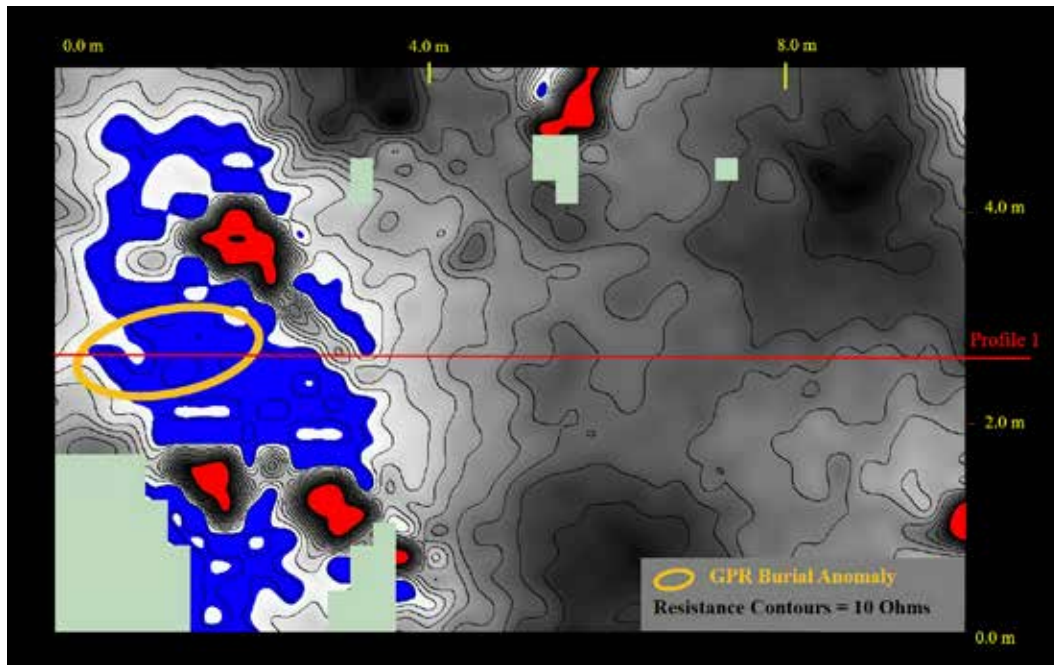 0.0 m
4.0 m
8.0 m
4.0 m
Profile 1
2.0 m
GPR Burial Anomaly
Resistance Contours = 10 Ohms
0.0 m